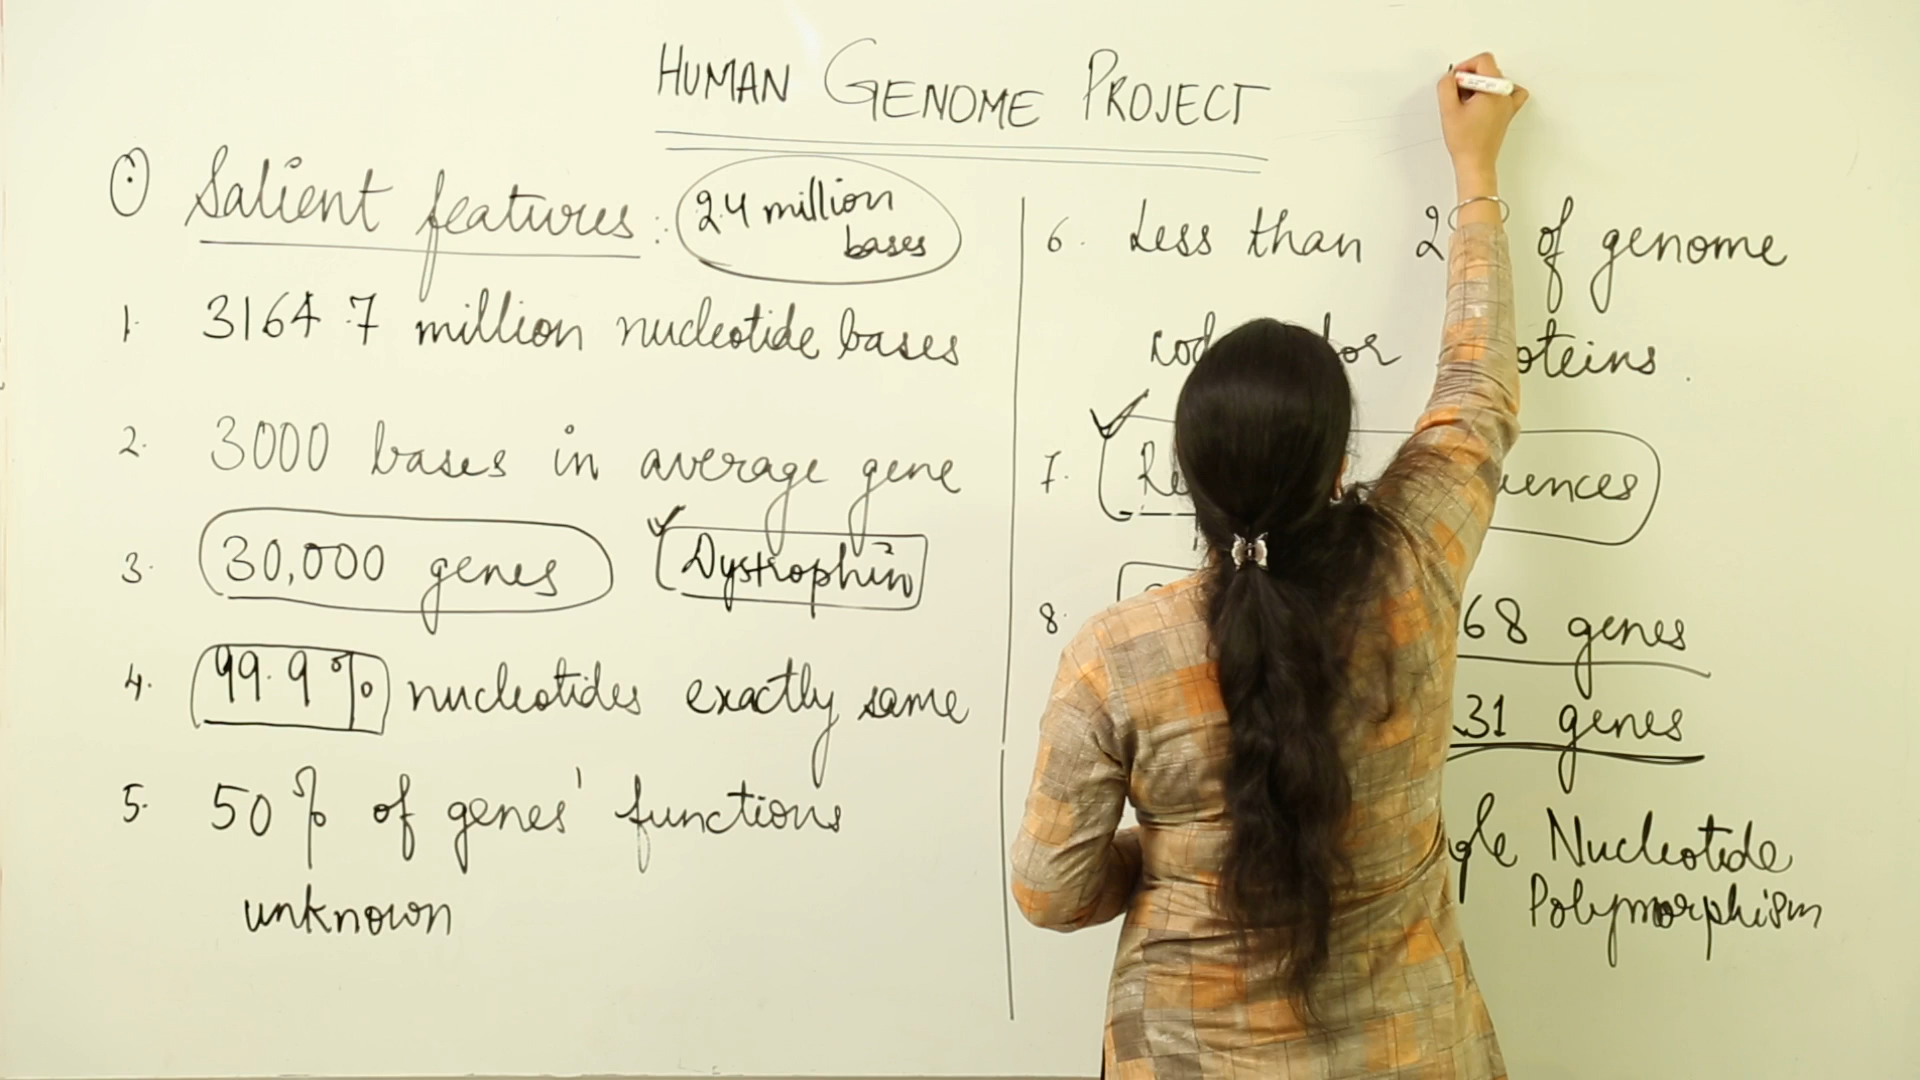 HUMAN GENOME PROJECT
Salient features :
2.4 million
bases
1. 3164.7 million nucleotide bases
2. 3000 bases in average gene
3. 30,000 genes
Dystrophin
4. 99.9% nucleotides exactly same
5. 50% of genes' functions
unknown
6. Less than 2 of genome
7.
8. 68 genes
31 genes
Nucleotide
Polymorphism